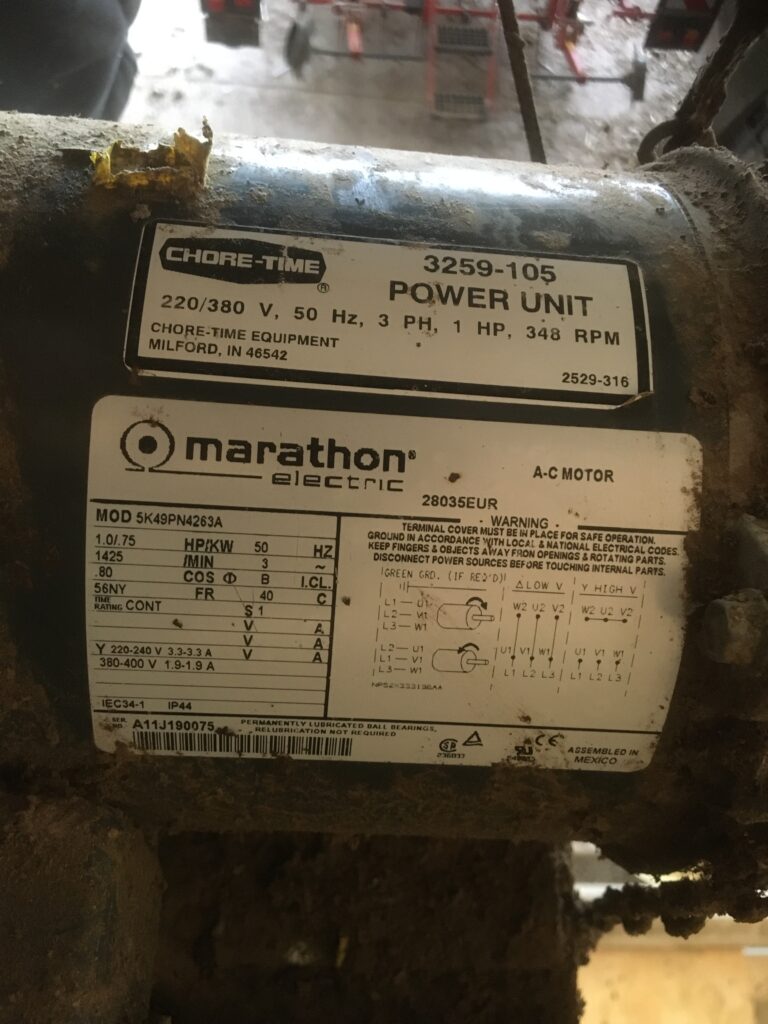 CHORE-TIME®
3259-105
POWER UNIT
220/380 V, 50 Hz, 3 PH, 1 HP, 348 RPM
CHORE-TIME EQUIPMENT
MILFORD, IN 46542
2529-316
marathon®
electric
A-C MOTOR
28035EUR
MOD 5K49PN4263A
1.0/.75 HP/KW 50 HZ
1425 /MIN 3 ~
.80 COS Φ B I.CL.
56NY FR 40 C
TIME RATING CONT S1
V A
V A
Y 220-240 V 3.3-3.3 A V A
380-400 V 1.9-1.9 A
IEC34-1 IP44
WARNING
TERMINAL COVER MUST BE IN PLACE FOR SAFE OPERATION.
GROUND IN ACCORDANCE WITH LOCAL & NATIONAL ELECTRICAL CODES.
KEEP FINGERS & OBJECTS AWAY FROM OPENINGS & ROTATING PARTS.
DISCONNECT POWER SOURCES BEFORE TOUCHING INTERNAL PARTS.
GREEN GRD. (IF REQ'D)
L1 — U1
L2 — V1
L3 — W1
L2 — U1
L1 — V1
L3 — W1
Δ LOW V
W2 U2 V2
U1 V1 W1
L1 L2 L3
Y HIGH V
W2 U2 V2
U1 V1 W1
L1 L2 L3
SER. NO. A11J190075
PERMANENTLY LUBRICATED BALL BEARINGS,
RELUBRICATION NOT REQUIRED
CE
ASSEMBLED IN
MEXICO